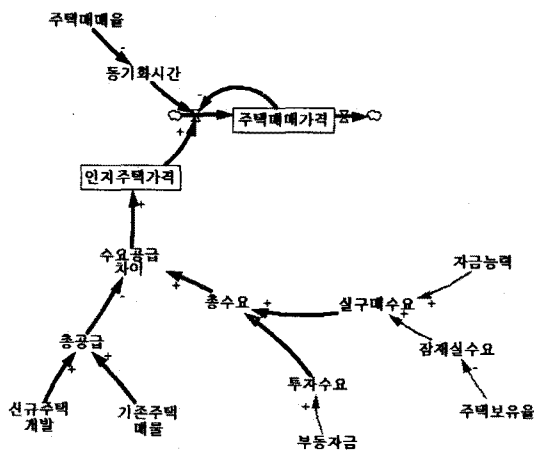 주택매매율
동기화시간
주택매매가격
인지주택가격
수요공급
차이
자금능력
총수요
실구매수요
총공급
잠재실수요
투자수요
신규주택
개발
기존주택
매물
주택보유율
부동자금